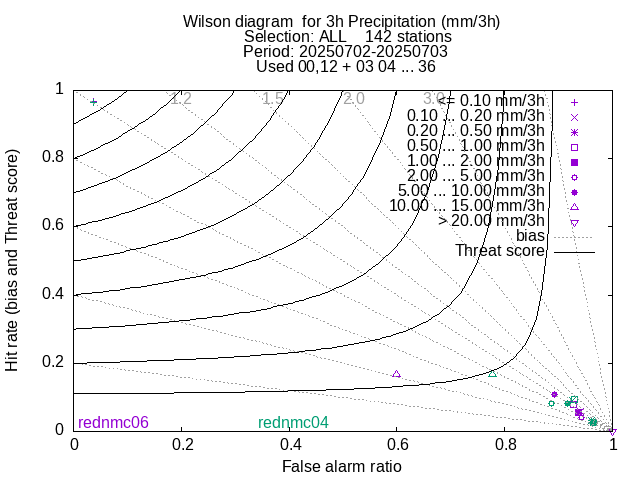 Wilson diagram  for 3h Precipitation (mm/3h)
Selection: ALL    142 stations
Period: 20250702-20250703
Used 00,12 + 03 04 ... 36
Hit rate (bias and Threat score)
1
0.8
0.6
0.4
0.2
0
1.2
1.5
2.0
3.0
<= 0.10 mm/3h
0.10 ... 0.20 mm/3h
0.20 ... 0.50 mm/3h
0.50 ... 1.00 mm/3h
1.00 ... 2.00 mm/3h
2.00 ... 5.00 mm/3h
5.00 ... 10.00 mm/3h
10.00 ... 15.00 mm/3h
> 20.00 mm/3h
bias
Threat score
rednmc06 rednmc04
0 0.2 0.4 0.6 0.8 1
False alarm ratio